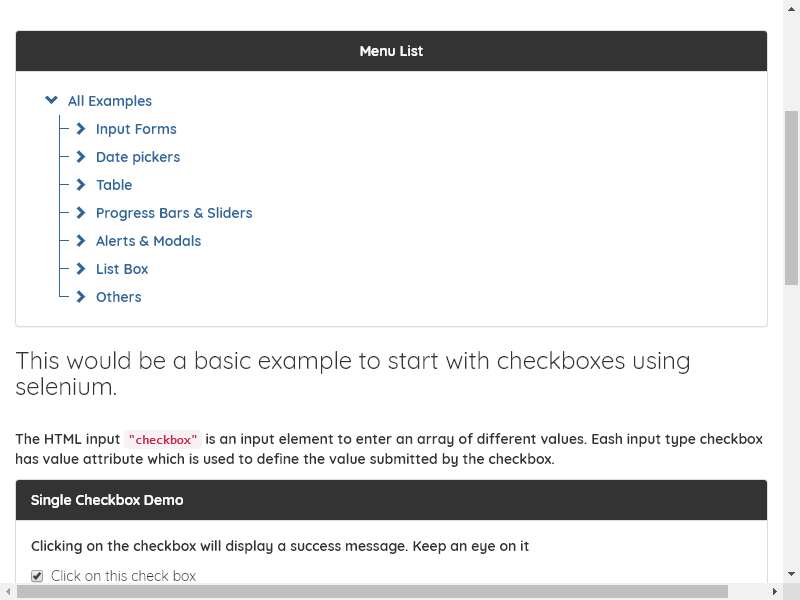 Menu List
All Examples
Input Forms
Date pickers
Table
Progress Bars & Sliders
Alerts & Modals
List Box
Others
This would be a basic example to start with checkboxes using
selenium.
The HTML input "checkbox" is an input element to enter an array of different values. Eash input type checkbox
has value attribute which is used to define the value submitted by the checkbox.
Single Checkbox Demo
Clicking on the checkbox will display a success message. Keep an eye on it
Click on this check box